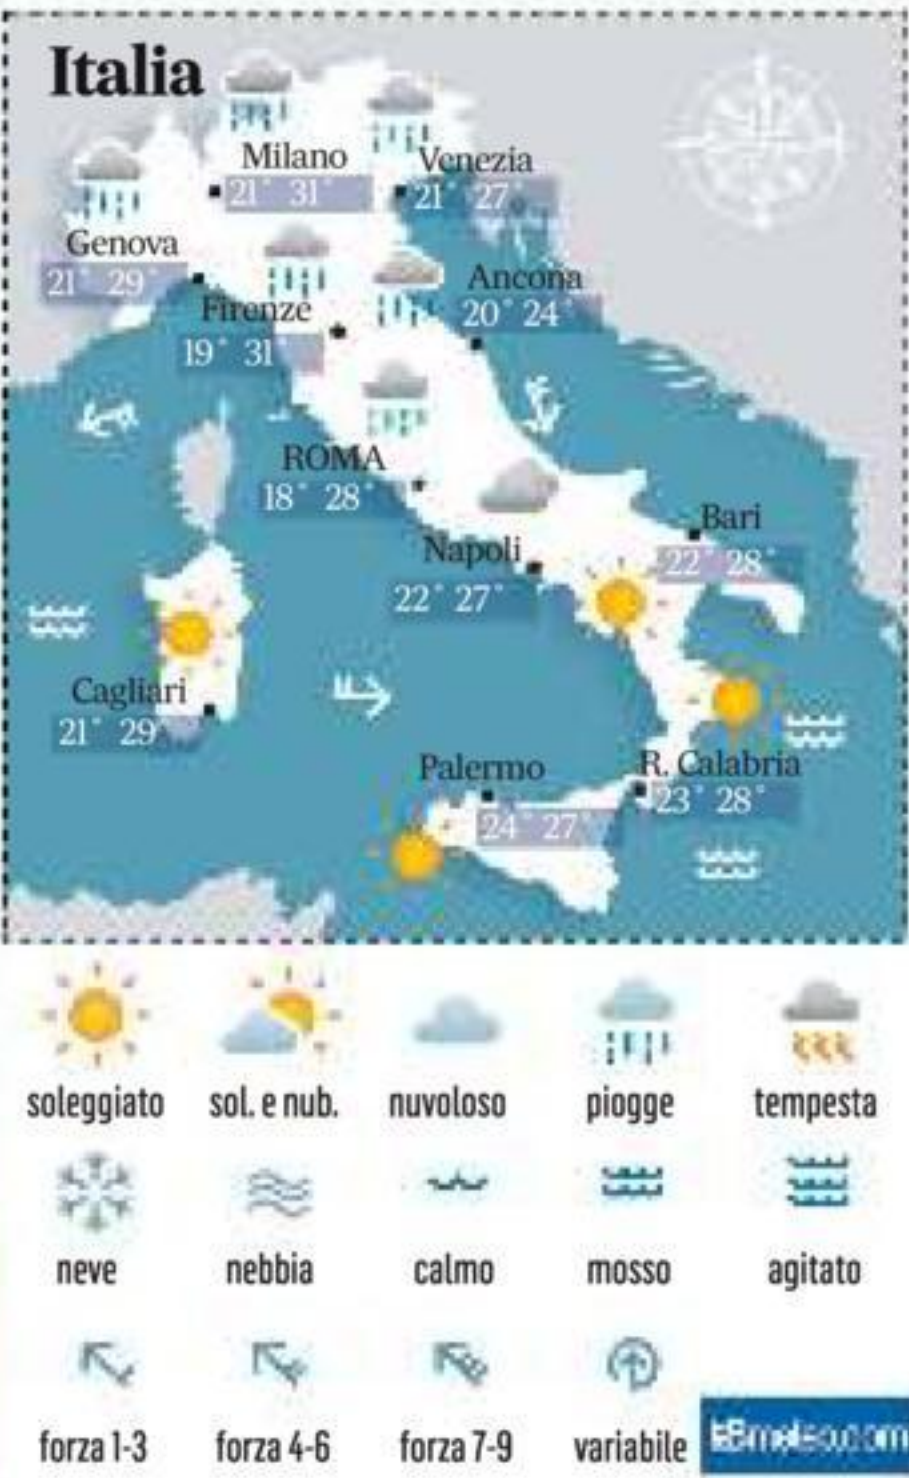 Italia
Milano
21° 31°
Venezia
21° 27°
Genova
21° 29°
Firenze
19° 31°
Ancona
20° 24°
ROMA
18° 28°
Bari
22° 28°
Napoli
22° 27°
Cagliari
21° 29°
Palermo
24° 27°
R. Calabria
23° 28°
soleggiato
sol. e nub.
nuvoloso
piogge
tempesta
neve
nebbia
calmo
mosso
agitato
forza 1-3
forza 4-6
forza 7-9
variabile